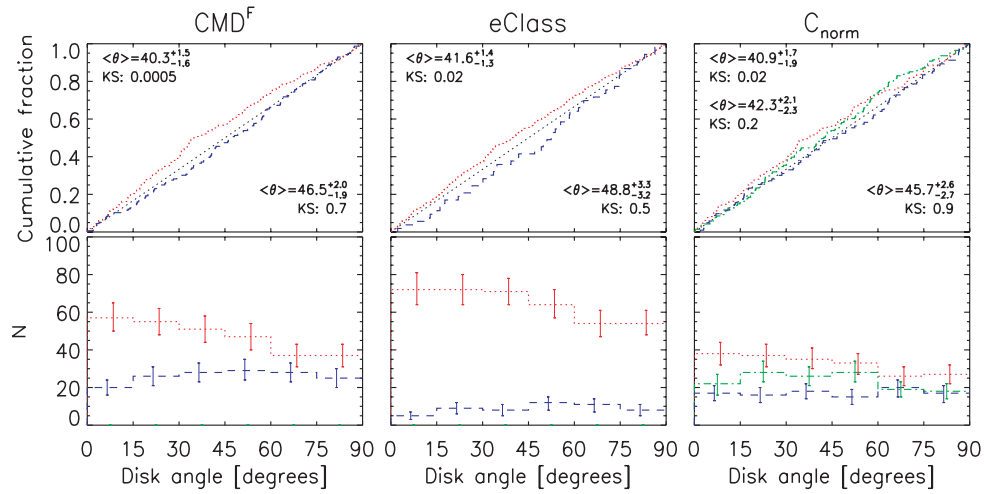 CMD^F eClass C_norm
Cumulative fraction
1.0
0.8
0.6
0.4
0.2
0.0
<θ>=40.3^{+1.5}_{-1.6}
KS: 0.0005
<θ>=46.5^{+2.0}_{-1.9}
KS: 0.7
<θ>=41.6^{+1.4}_{-1.3}
KS: 0.02
<θ>=48.8^{+3.3}_{-3.2}
KS: 0.5
<θ>=40.9^{+1.7}_{-1.9}
KS: 0.02
<θ>=42.3^{+2.1}_{-2.3}
KS: 0.2
<θ>=45.7^{+2.6}_{-2.7}
KS: 0.9
N
100
80
60
40
20
0
0 15 30 45 60 75 90
0 15 30 45 60 75 90
0 15 30 45 60 75 90
Disk angle [degrees] Disk angle [degrees] Disk angle [degrees]